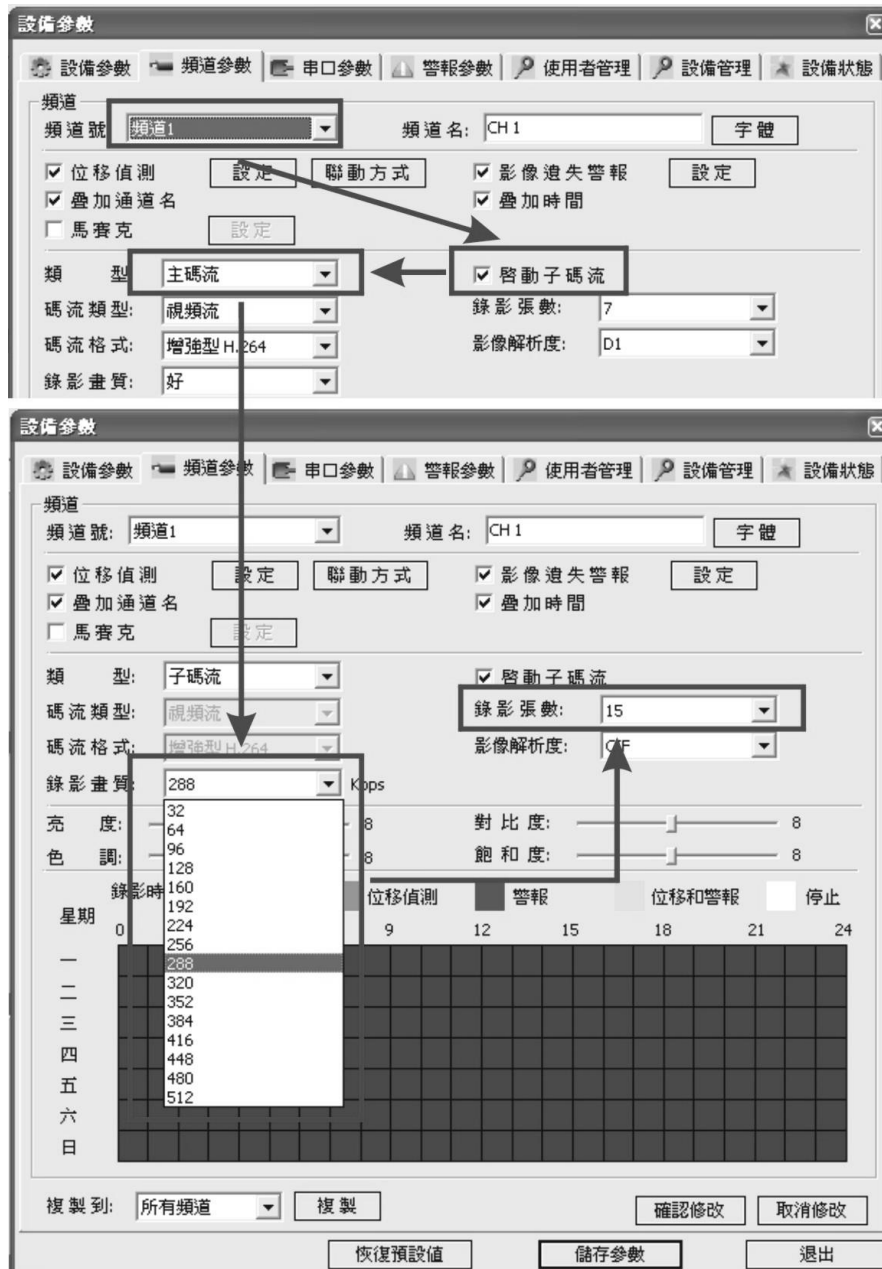 設備參數
設備參數 頻道參數 串口參數 警報參數 使用者管理 設備管理 設備狀態
頻道
頻道號 頻道1 頻道名: CH 1 字體
位移偵測 設定 聯動方式 影像遺失警報 設定
疊加通道名 疊加時間
馬賽克 設定
類型 主碼流 啓動子碼流
碼流類型: 視頻流 錄影張數: 7
碼流格式: 增強型 H.264 影像解析度: D1
錄影畫質: 好
設備參數
設備參數 頻道參數 串口參數 警報參數 使用者管理 設備管理 設備狀態
頻道
頻道號: 頻道1 頻道名: CH 1 字體
位移偵測 設定 聯動方式 影像遺失警報 設定
疊加通道名 疊加時間
馬賽克 設定
類型: 子碼流 啓動子碼流
碼流類型: 視頻流 錄影張數: 15
碼流格式: 增強型 H.264 影像解析度: CIF
錄影畫質: 288 Kbps
32
64
96
128
160
192
224
256
288
320
352
384
416
448
480
512
亮度: 8 對比度: 8
色調: 8 飽和度: 8
錄影時 位移偵測 警報 位移和警報 停止
星期 0 9 12 15 18 21 24
一
二
三
四
五
六
日
複製到: 所有頻道 複製 確認修改 取消修改
恢復預設值 儲存參數 退出